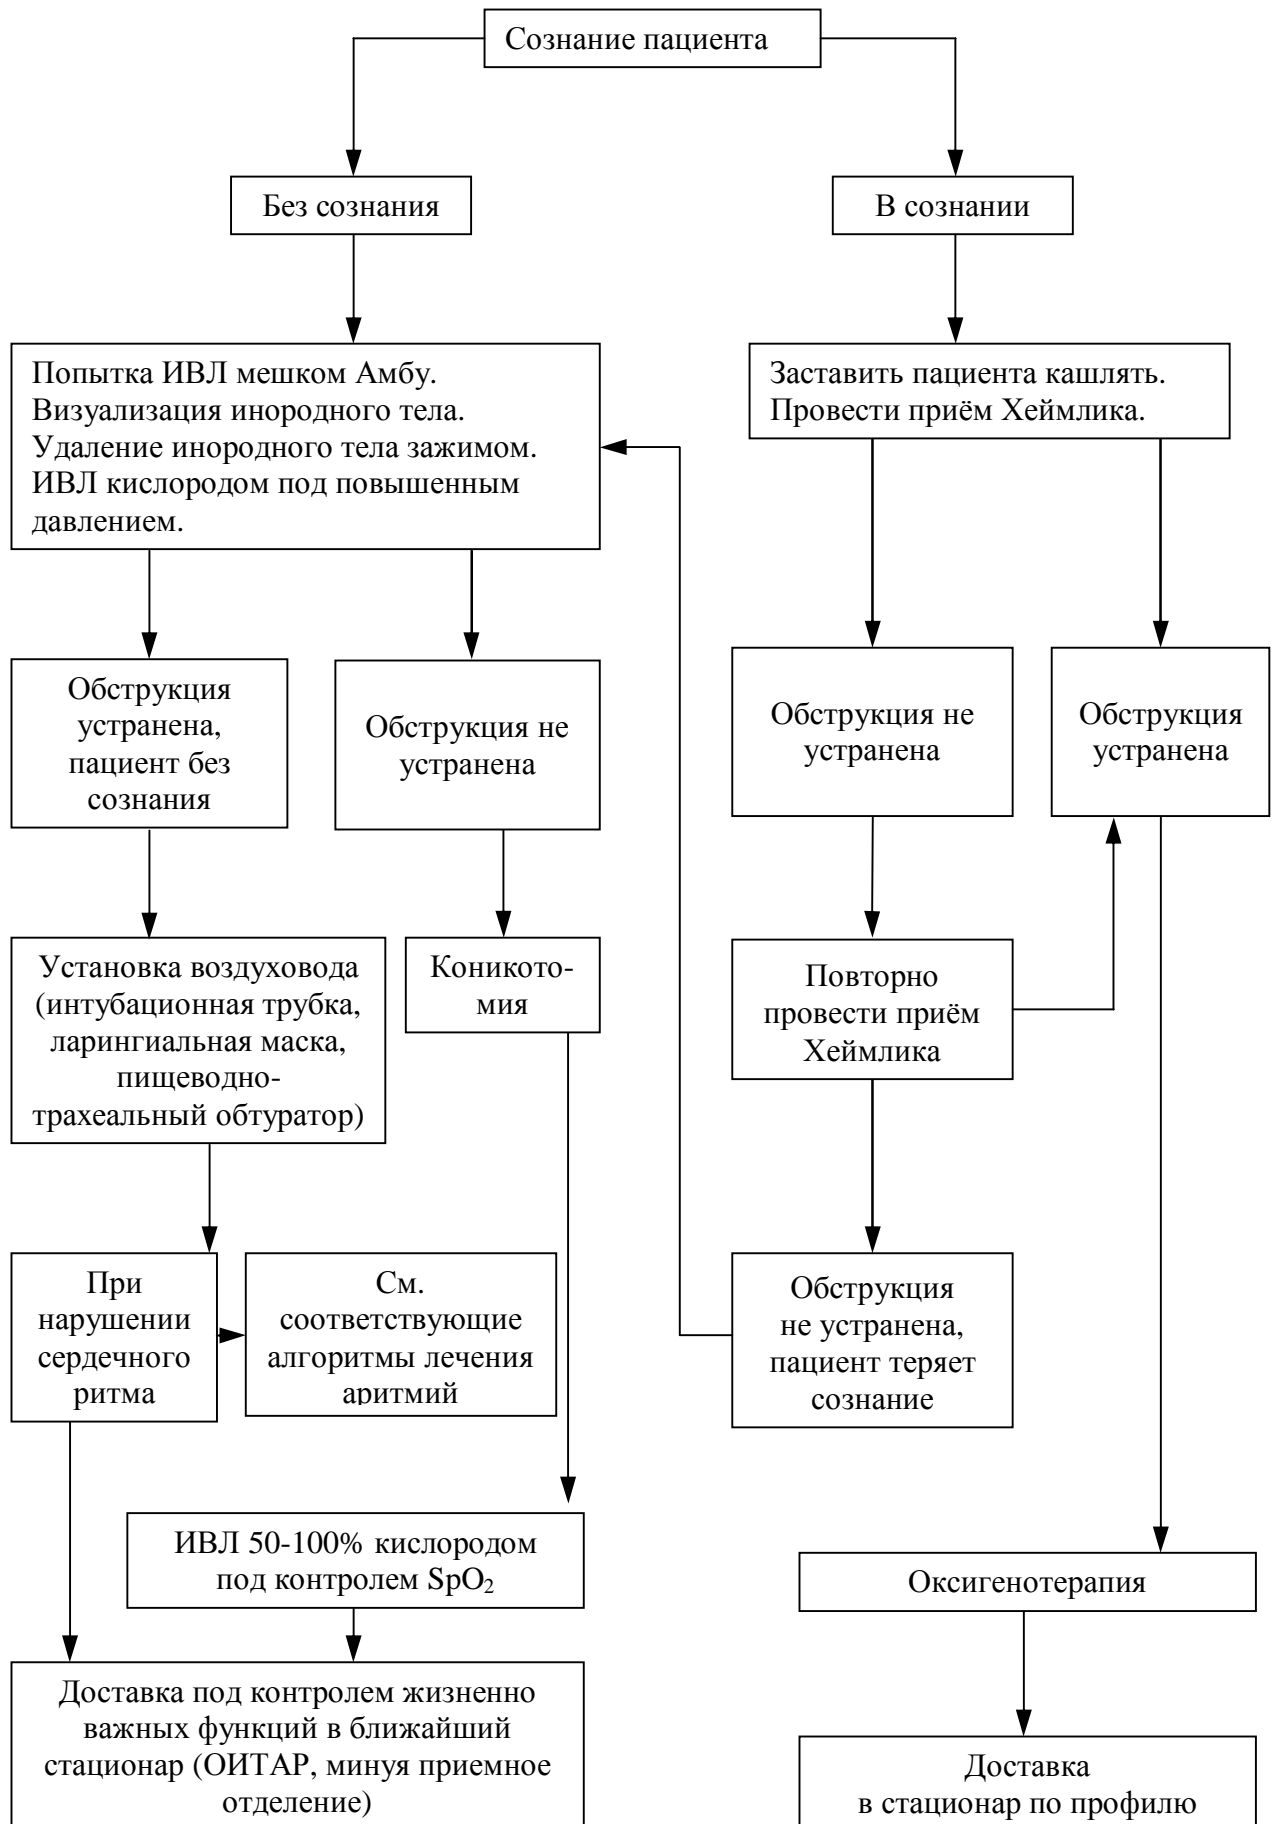 Сознание пациента
Без сознания
В сознании
Попытка ИВЛ мешком Амбу.
Визуализация инородного тела.
Удаление инородного тела зажимом.
ИВЛ кислородом под повышенным
давлением.
Заставить пациента кашлять.
Провести приём Хеймлика.
Обструкция
устранена,
пациент без
сознания
Обструкция не
устранена
Обструкция не
устранена
Обструкция
устранена
Установка воздуховода
(интубационная трубка,
ларингиальная маска,
пищеводно-
трахеальный обтуратор)
Коникото-
мия
Повторно
провести приём
Хеймлика
При
нарушении
сердечного
ритма
См.
соответствующие
алгоритмы лечения
аритмий
Обструкция
не устранена,
пациент теряет
сознание
ИВЛ 50-100% кислородом
под контролем SpO₂
Оксигенотерапия
Доставка под контролем жизненно
важных функций в ближайший
стационар (ОИТАР, минуя приемное
отделение)
Доставка
в стационар по профилю